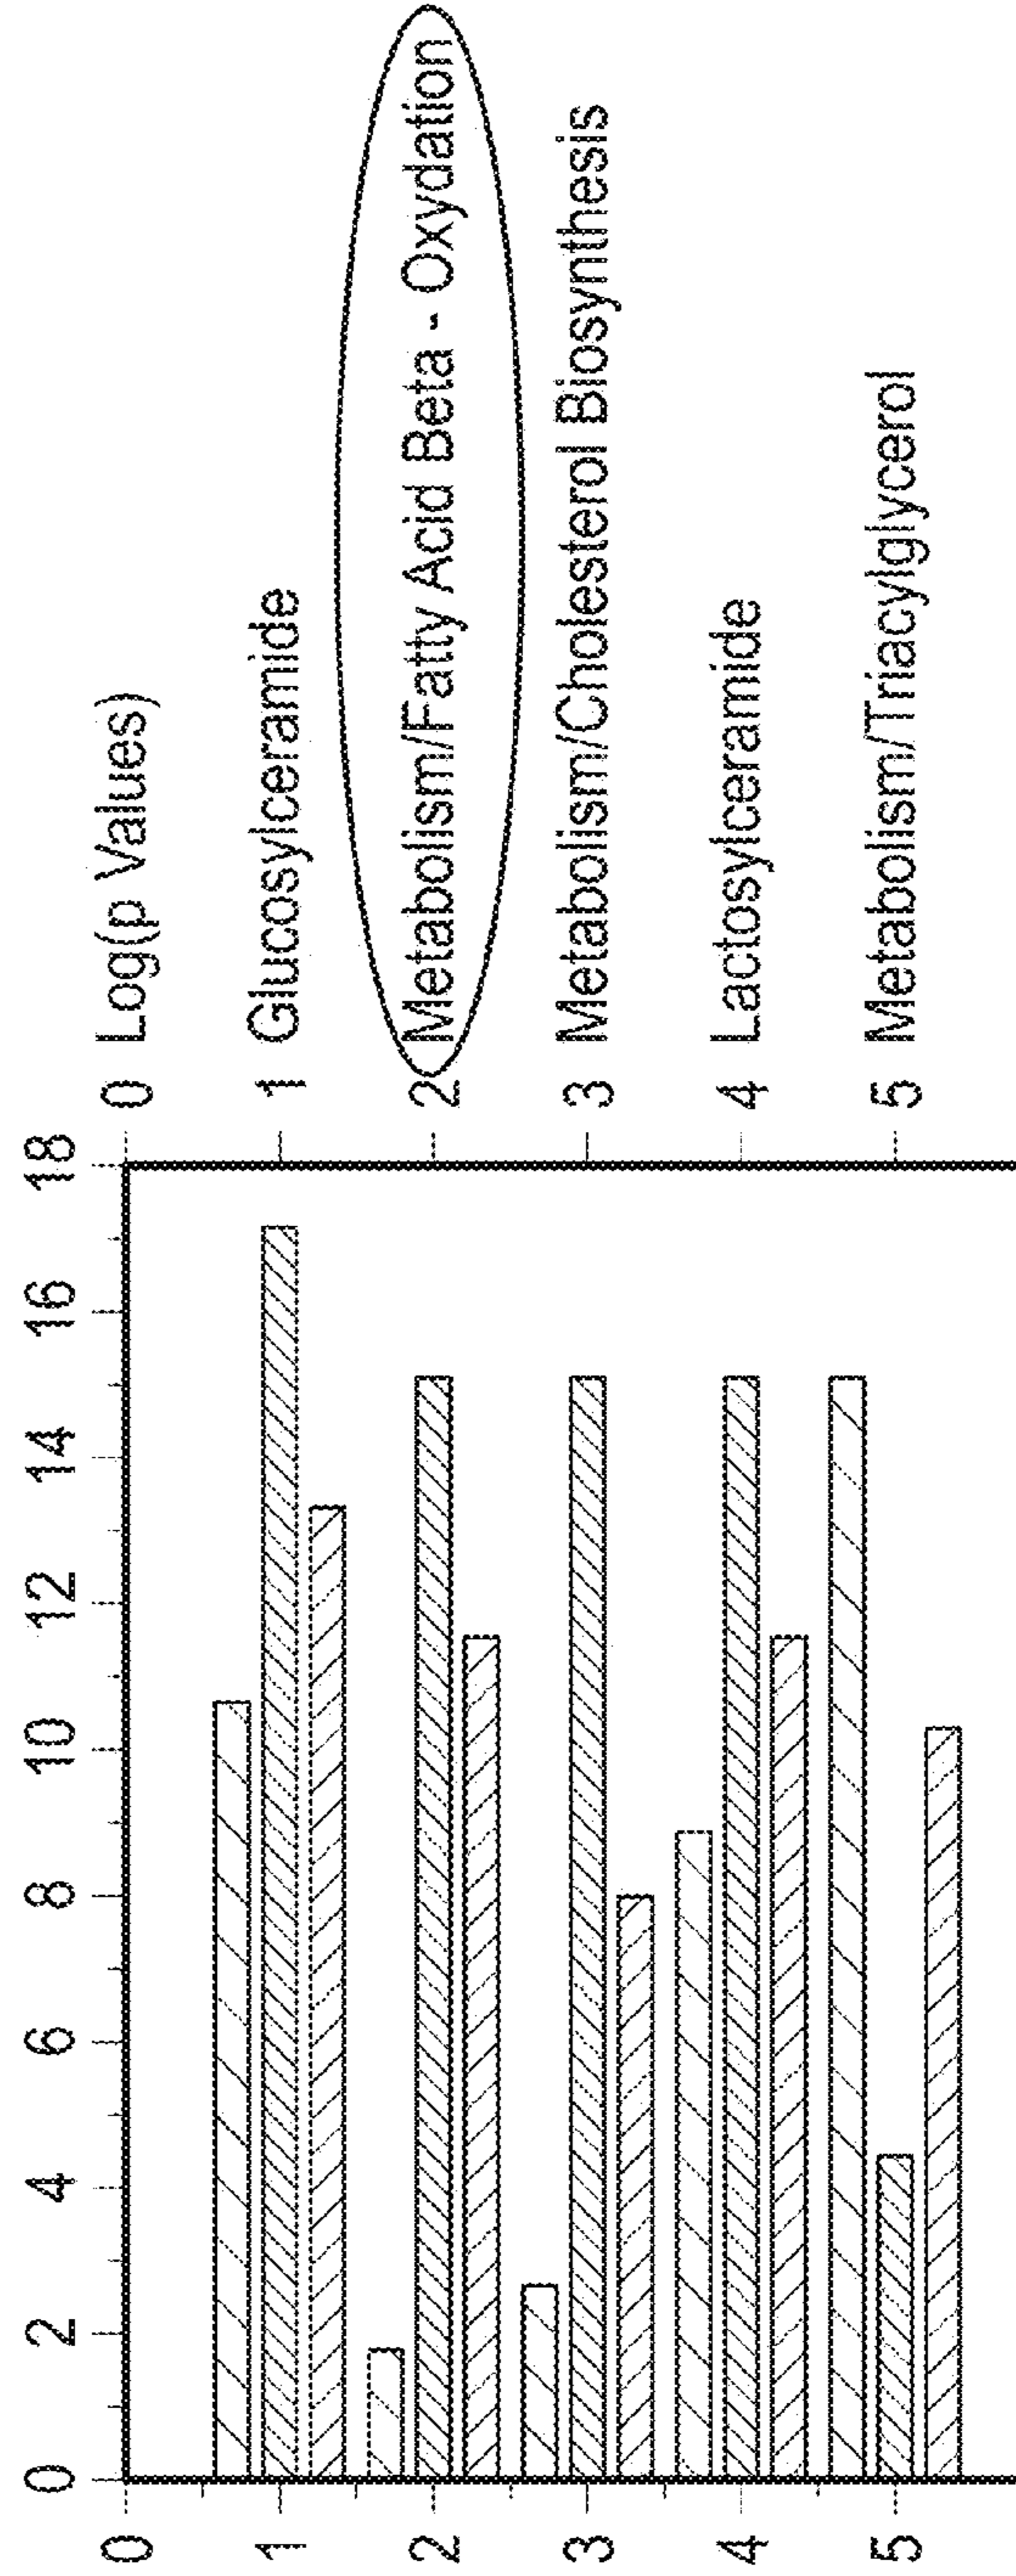 0 2 4 6 8 10 12 14 16 18
0
1
2
3
4
5
0 Log(p Values)
1 Glucosylceramide
2 Metabolism/Fatty Acid Beta - Oxydation
3 Metabolism/Cholesterol Biosynthesis
4 Lactosylceramide
5 Metabolism/Triacylglycerol